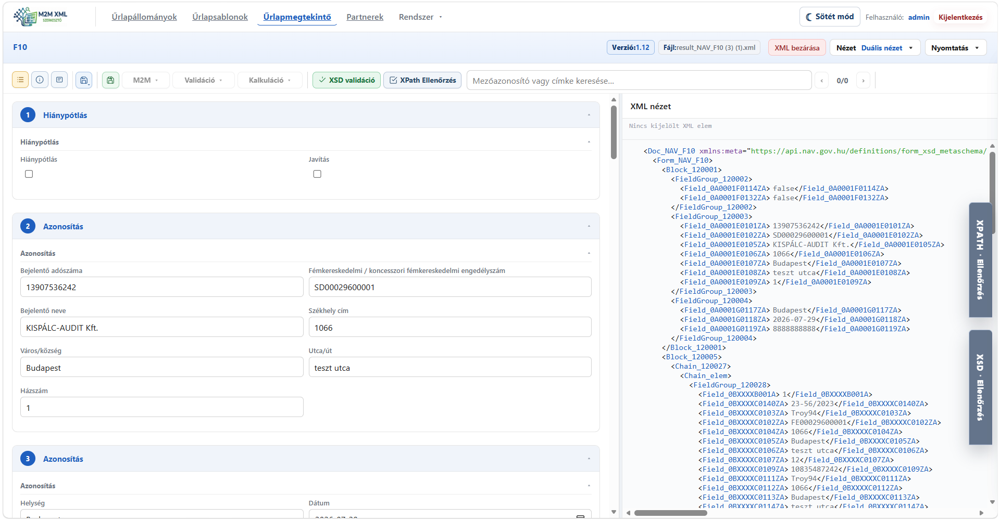 M2M XML
SZERKESZTŐ
Űrlapállományok
Űrlapsablonok
Űrlapmegtekintő
Partnerek
Rendszer
Sötét mód
Felhasználó: admin
Kijelentkezés
F10
Verzió:1.12
Fájl:result_NAV_F10 (3) (1).xml
XML bezárása
Nézet Duális nézet
Nyomtatás
M2M
Validáció
Kalkuláció
XSD validáció
XPath Ellenőrzés
Mezőazonosító vagy címke keresése...
‹ 0/0 ›
1 Hiánypótlás
Hiánypótlás
Hiánypótlás Javítás
2 Azonosítás
Azonosítás
Bejelentő adószáma Fémkereskedelmi / koncesszori fémkereskedelmi engedélyszám
13907536242 SD00029600001
Bejelentő neve Székhely cím
KISPÁLC-AUDIT Kft. 1066
Város/község Utca/út
Budapest teszt utca
Házszám
1
3 Azonosítás
Azonosítás
Helység Dátum
XML nézet
Nincs kijelölt XML elem
<Doc_NAV_F10 xmlns:meta="https://api.nav.gov.hu/definitions/form_xsd_metaschema/
<Form_NAV_F10>
<Block_120001>
<FieldGroup_120002>
<Field_0A0001F0114ZA> false</Field_0A0001F0114ZA>
<Field_0A0001F0132ZA> false</Field_0A0001F0132ZA>
</FieldGroup_120002>
<FieldGroup_120003>
<Field_0A0001E0101ZA> 13907536242</Field_0A0001E0101ZA>
<Field_0A0001E0102ZA> SD00029600001</Field_0A0001E0102ZA>
<Field_0A0001E0105ZA> KISPÁLC-AUDIT Kft.</Field_0A0001E0105ZA>
<Field_0A0001E0106ZA> 1066</Field_0A0001E0106ZA>
<Field_0A0001E0107ZA> Budapest</Field_0A0001E0107ZA>
<Field_0A0001E0108ZA> teszt utca</Field_0A0001E0108ZA>
<Field_0A0001E0109ZA> 1</Field_0A0001E0109ZA>
</FieldGroup_120003>
<FieldGroup_120004>
<Field_0A0001G0117ZA> Budapest</Field_0A0001G0117ZA>
<Field_0A0001G0118ZA> 2026-07-29</Field_0A0001G0118ZA>
<Field_0A0001G0119ZA> 8888888888</Field_0A0001G0119ZA>
</FieldGroup_120004>
</Block_120001>
<Block_120005>
<Chain_120027>
<Chain_elem>
<FieldGroup_120028>
<Field_0BXXXXB001A> 1</Field_0BXXXXB001A>
<Field_0BXXXXC0140ZA> 23-56/2023</Field_0BXXXXC0140ZA>
<Field_0BXXXXC0103ZA> Troy94</Field_0BXXXXC0103ZA>
<Field_0BXXXXC0102ZA> FE00029600001</Field_0BXXXXC0102ZA>
<Field_0BXXXXC0104ZA> 1066</Field_0BXXXXC0104ZA>
<Field_0BXXXXC0105ZA> Budapest</Field_0BXXXXC0105ZA>
<Field_0BXXXXC0106ZA> teszt utca</Field_0BXXXXC0106ZA>
<Field_0BXXXXC0107ZA> 12</Field_0BXXXXC0107ZA>
<Field_0BXXXXC0109ZA> 10835487242</Field_0BXXXXC0109ZA>
<Field_0BXXXXC0111ZA> Troy94</Field_0BXXXXC0111ZA>
<Field_0BXXXXC0112ZA> 1066</Field_0BXXXXC0112ZA>
<Field_0BXXXXC0113ZA> Budapest</Field_0BXXXXC0113ZA>
<Field_0BXXXXC0114ZA> teszt utca</Field_0BXXXXC0114ZA>
XPATH · Ellenőrzés
XSD · Ellenőrzés